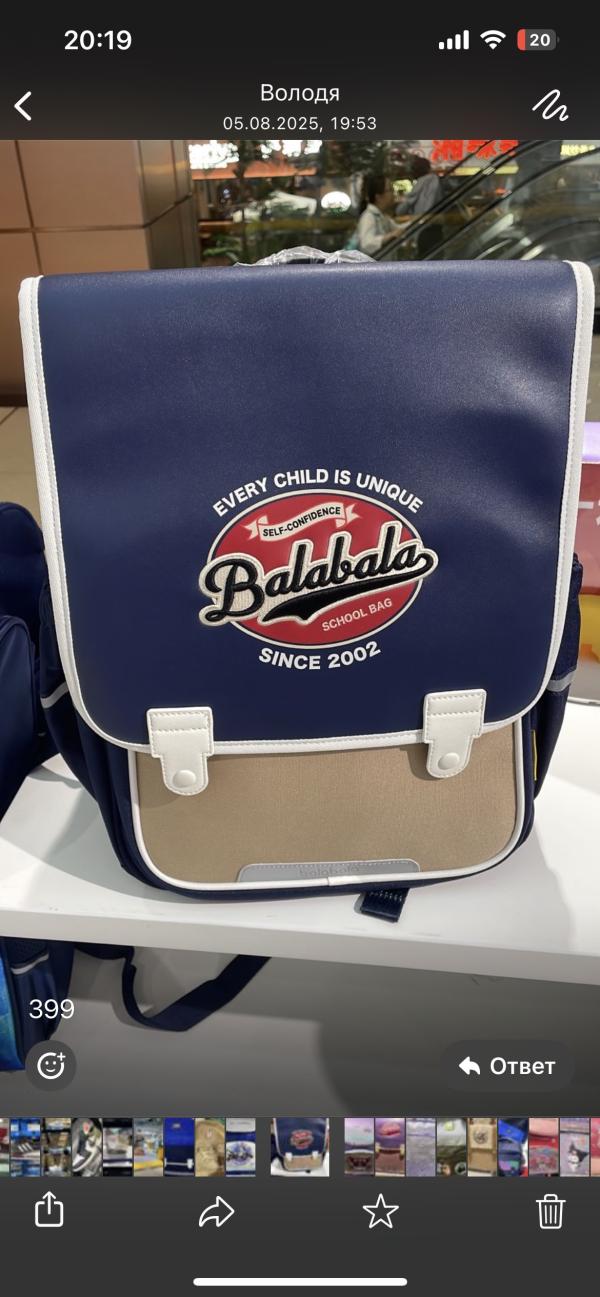 20:19
20
Володя
05.08.2025, 19:53
EVERY CHILD IS UNIQUE
SELF-CONFIDENCE
Balabala
SCHOOL BAG
SINCE 2002
balabala
399
Ответ